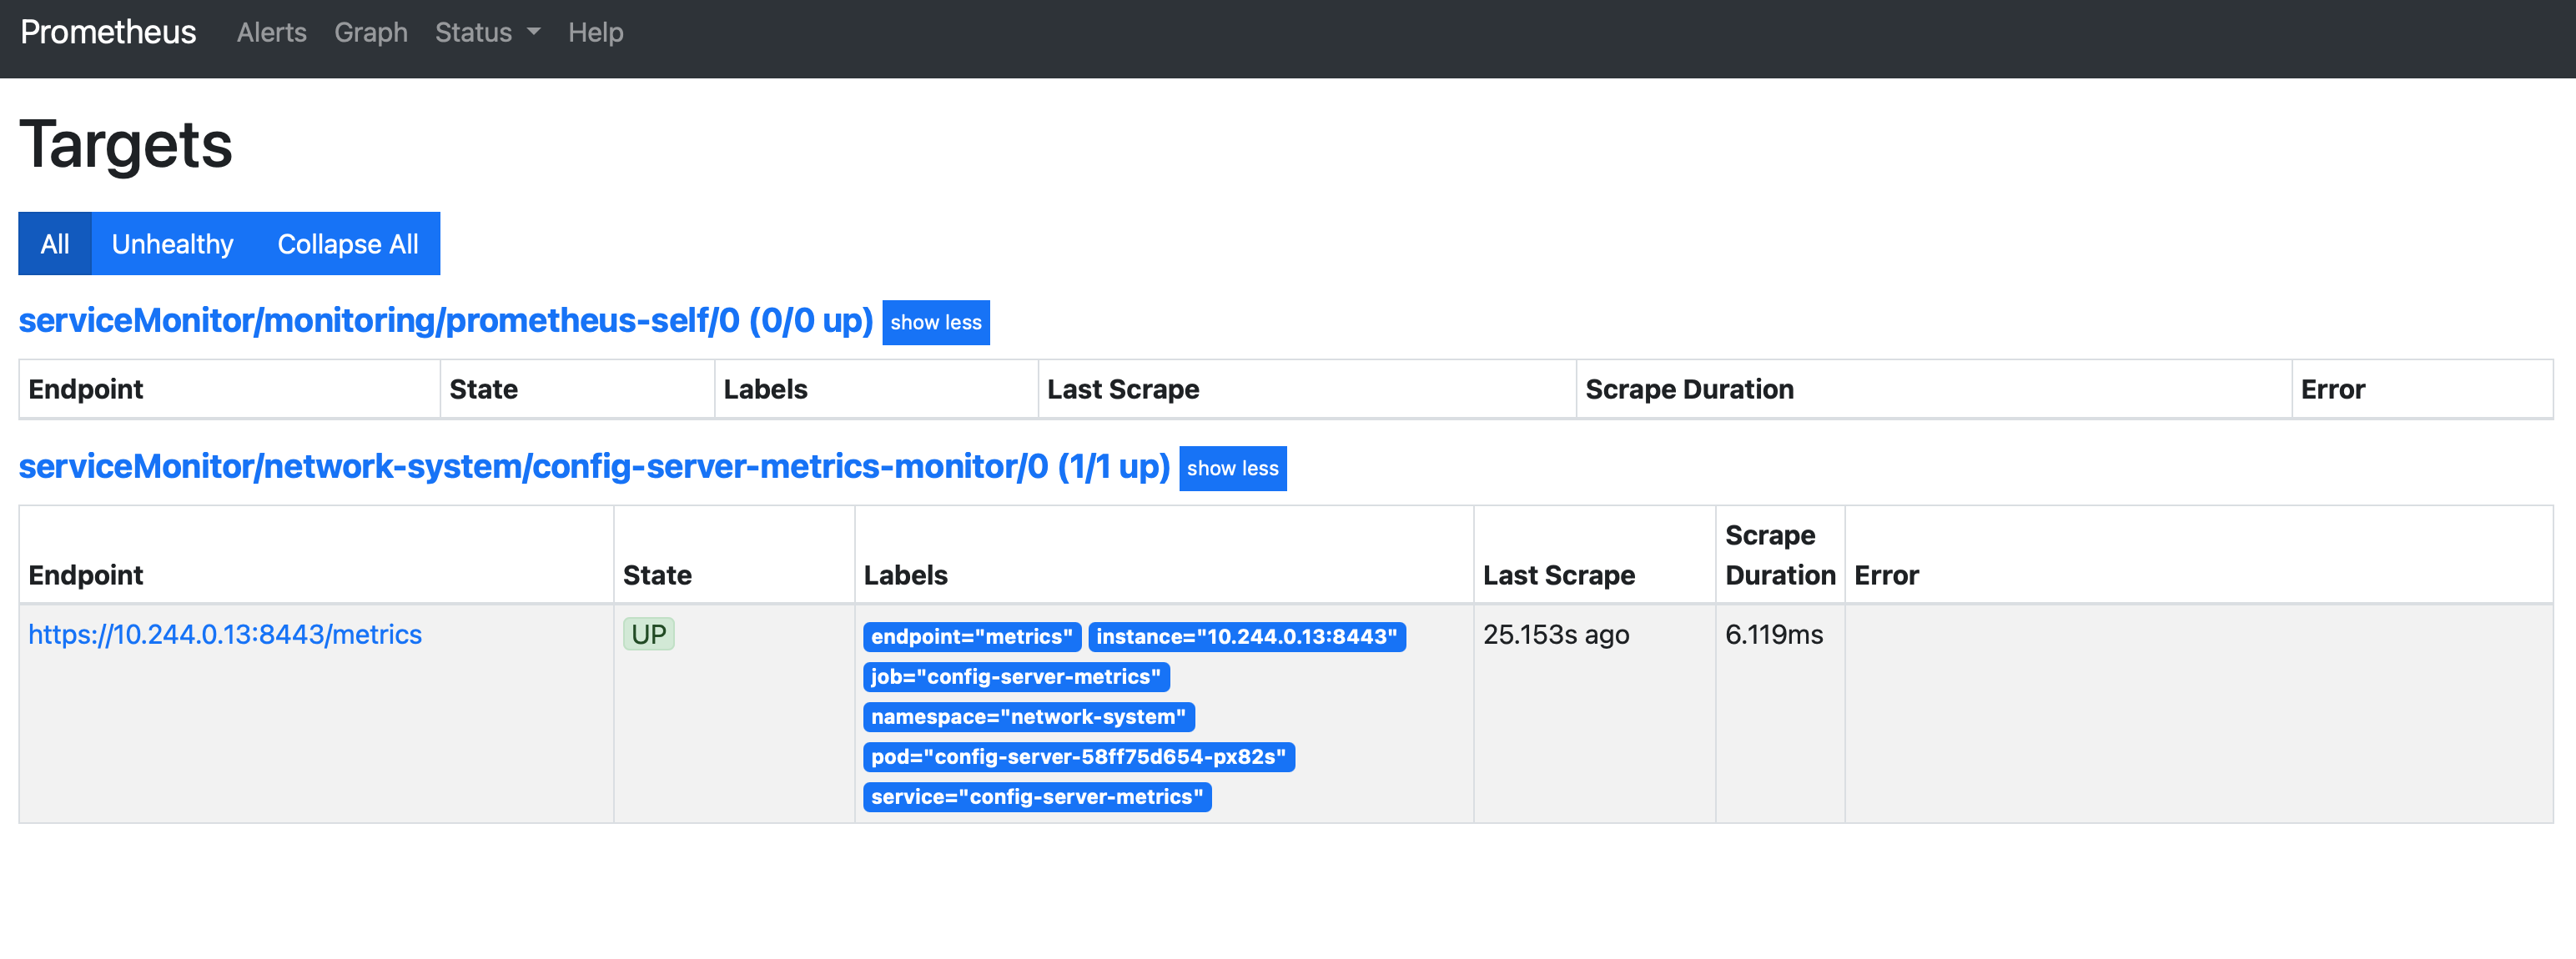 Prometheus Alerts Graph Status Help
Targets
All Unhealthy Collapse All
serviceMonitor/monitoring/prometheus-self/0 (0/0 up) show less
Endpoint State Labels Last Scrape Scrape Duration Error
serviceMonitor/network-system/config-server-metrics-monitor/0 (1/1 up) show less
Endpoint State Labels Last Scrape Scrape Duration Error
https://10.244.0.13:8443/metrics UP endpoint="metrics" instance="10.244.0.13:8443" 25.153s ago 6.119ms
job="config-server-metrics"
namespace="network-system"
pod="config-server-58ff75d654-px82s"
service="config-server-metrics"